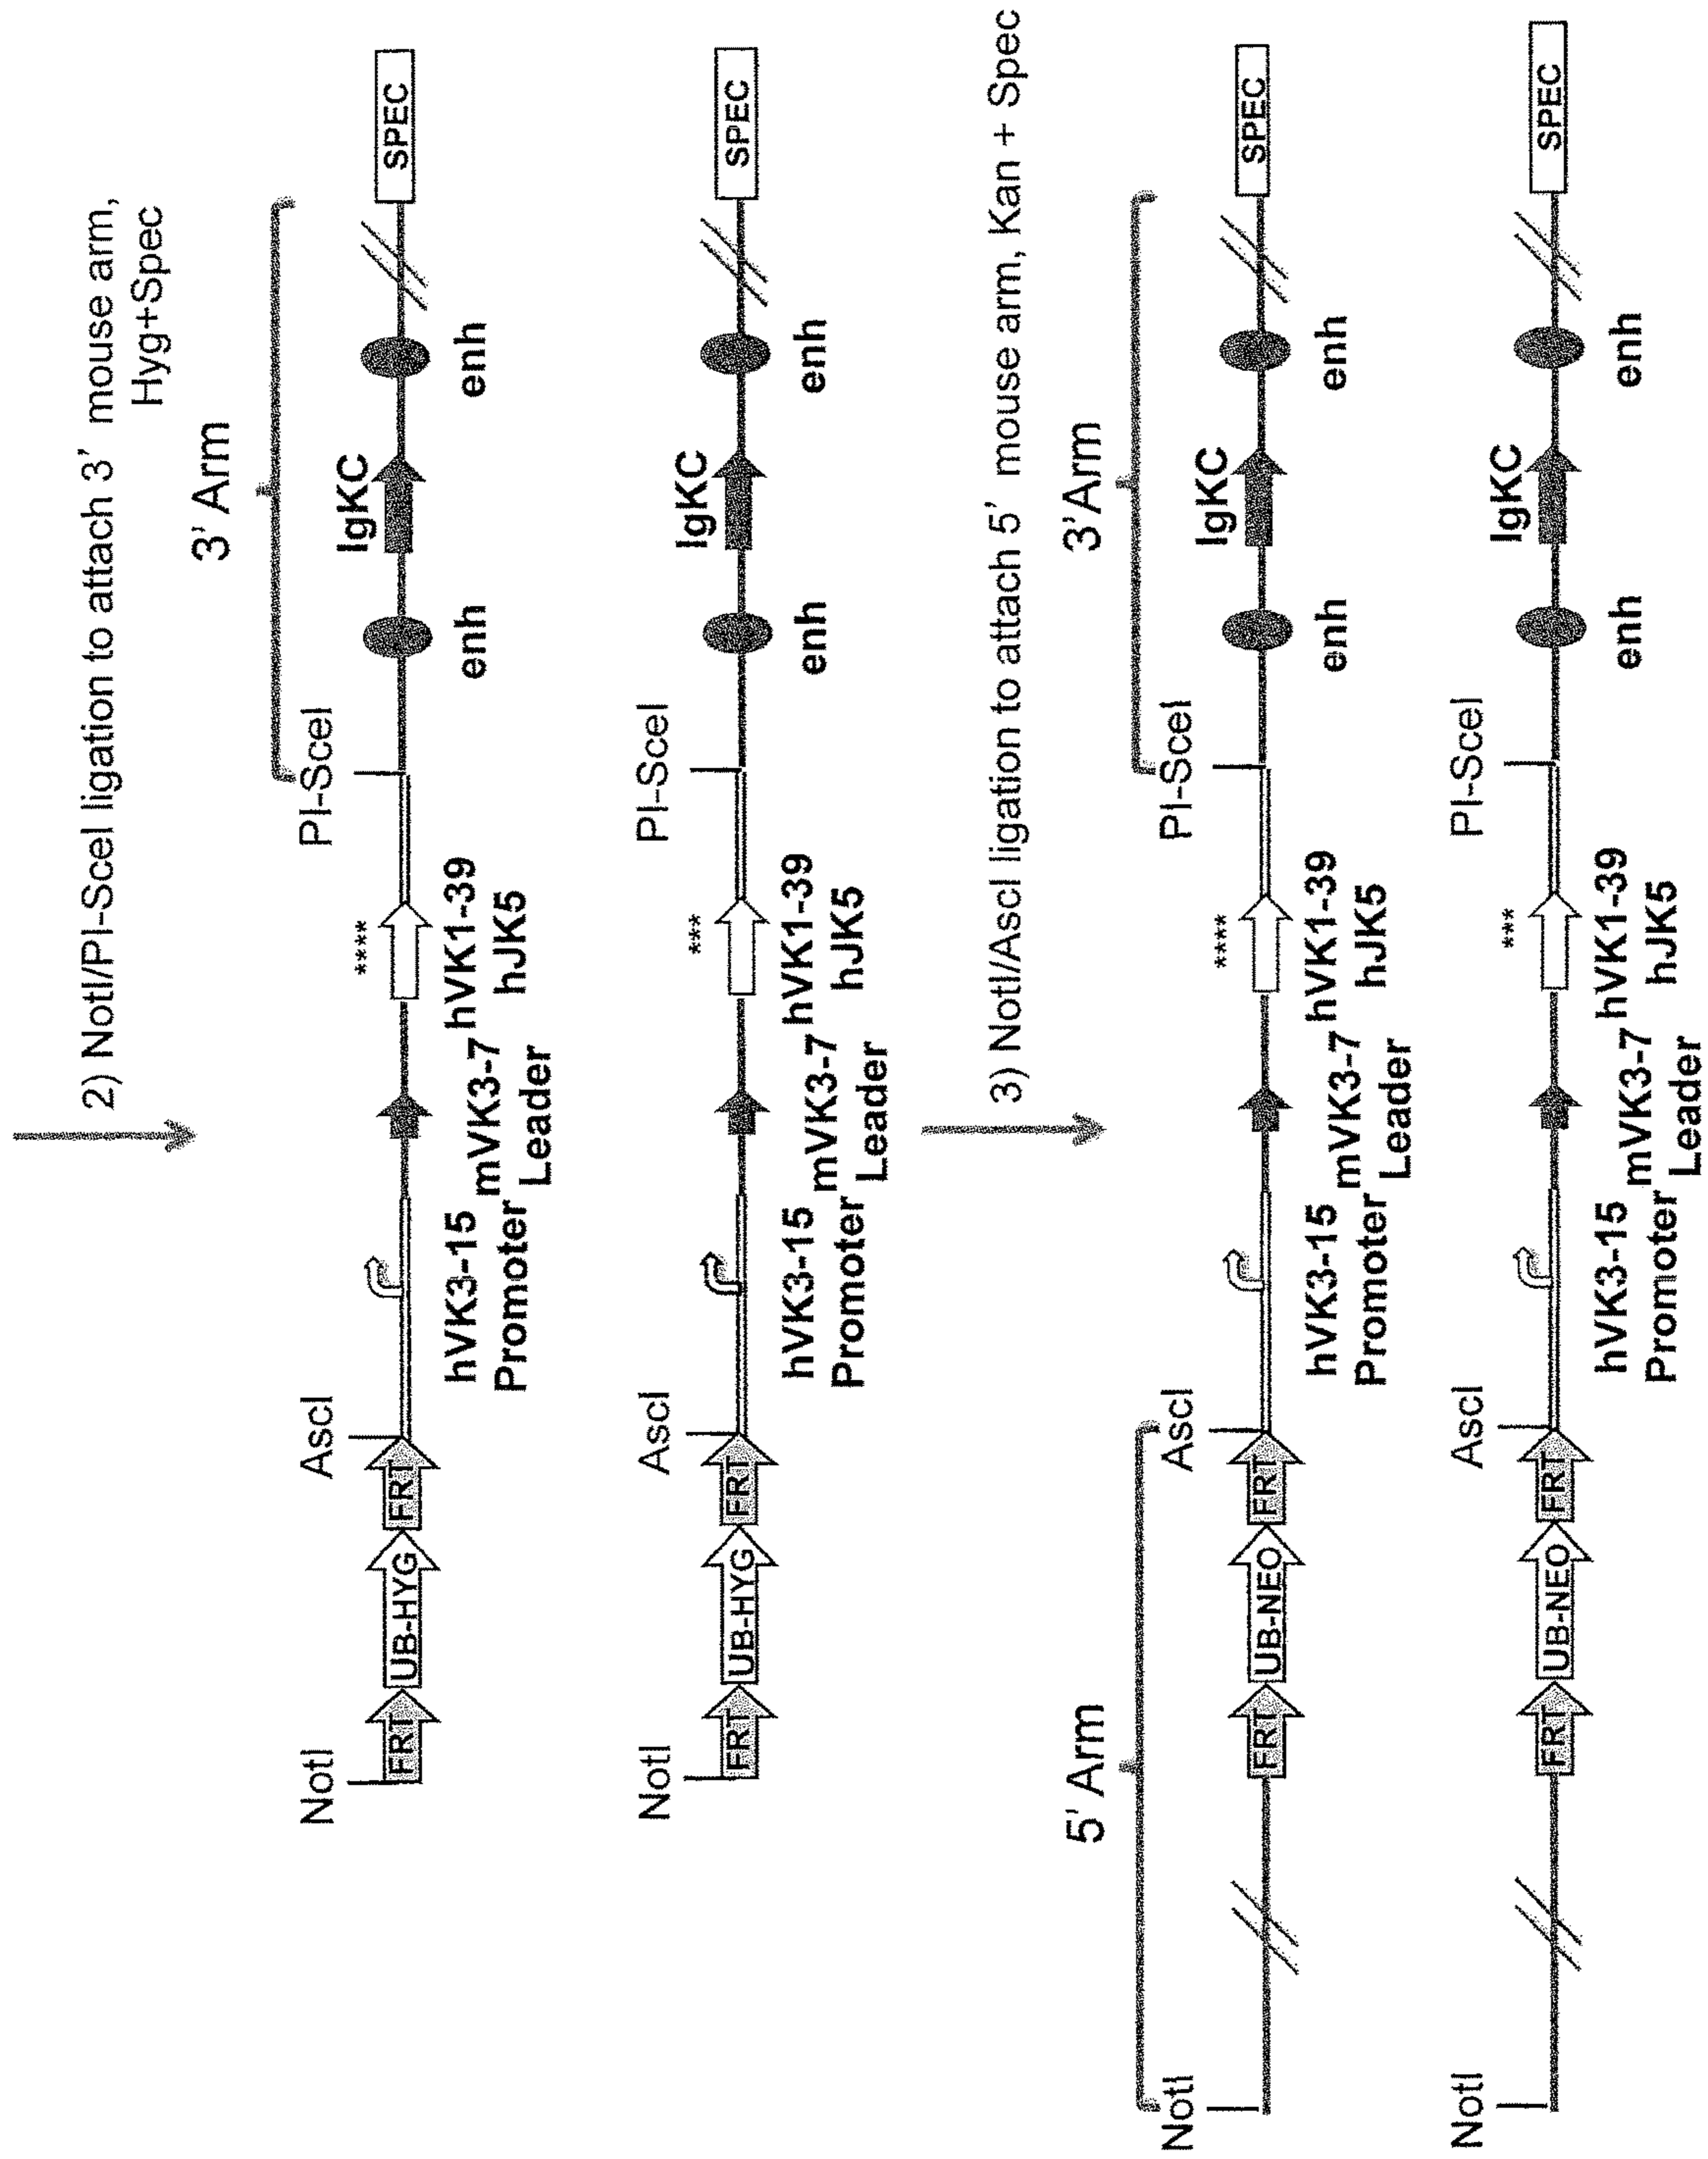 2) NotI/PI-SceI ligation to attach 3’ mouse arm,
Hyg+Spec
3’ Arm
NotI
AscI
PI-SceI
IgKC
****
FRT
UB-HYG
FRT
SPEC
hVK3-15
Promoter
mVK3-7
Leader
hVK1-39
hJK5
enh
enh
NotI
AscI
PI-SceI
IgKC
***
FRT
UB-HYG
FRT
SPEC
hVK3-15
Promoter
mVK3-7
Leader
hVK1-39
hJK5
enh
enh
3) NotI/AscI ligation to attach 5’ mouse arm, Kan + Spec
5’ Arm
3’Arm
NotI
AscI
PI-SceI
IgKC
****
FRT
UB-NEO
FRT
SPEC
hVK3-15
Promoter
mVK3-7
Leader
hVK1-39
hJK5
enh
enh
NotI
AscI
PI-SceI
IgKC
***
FRT
UB-NEO
FRT
SPEC
hVK3-15
Promoter
mVK3-7
Leader
hVK1-39
hJK5
enh
enh